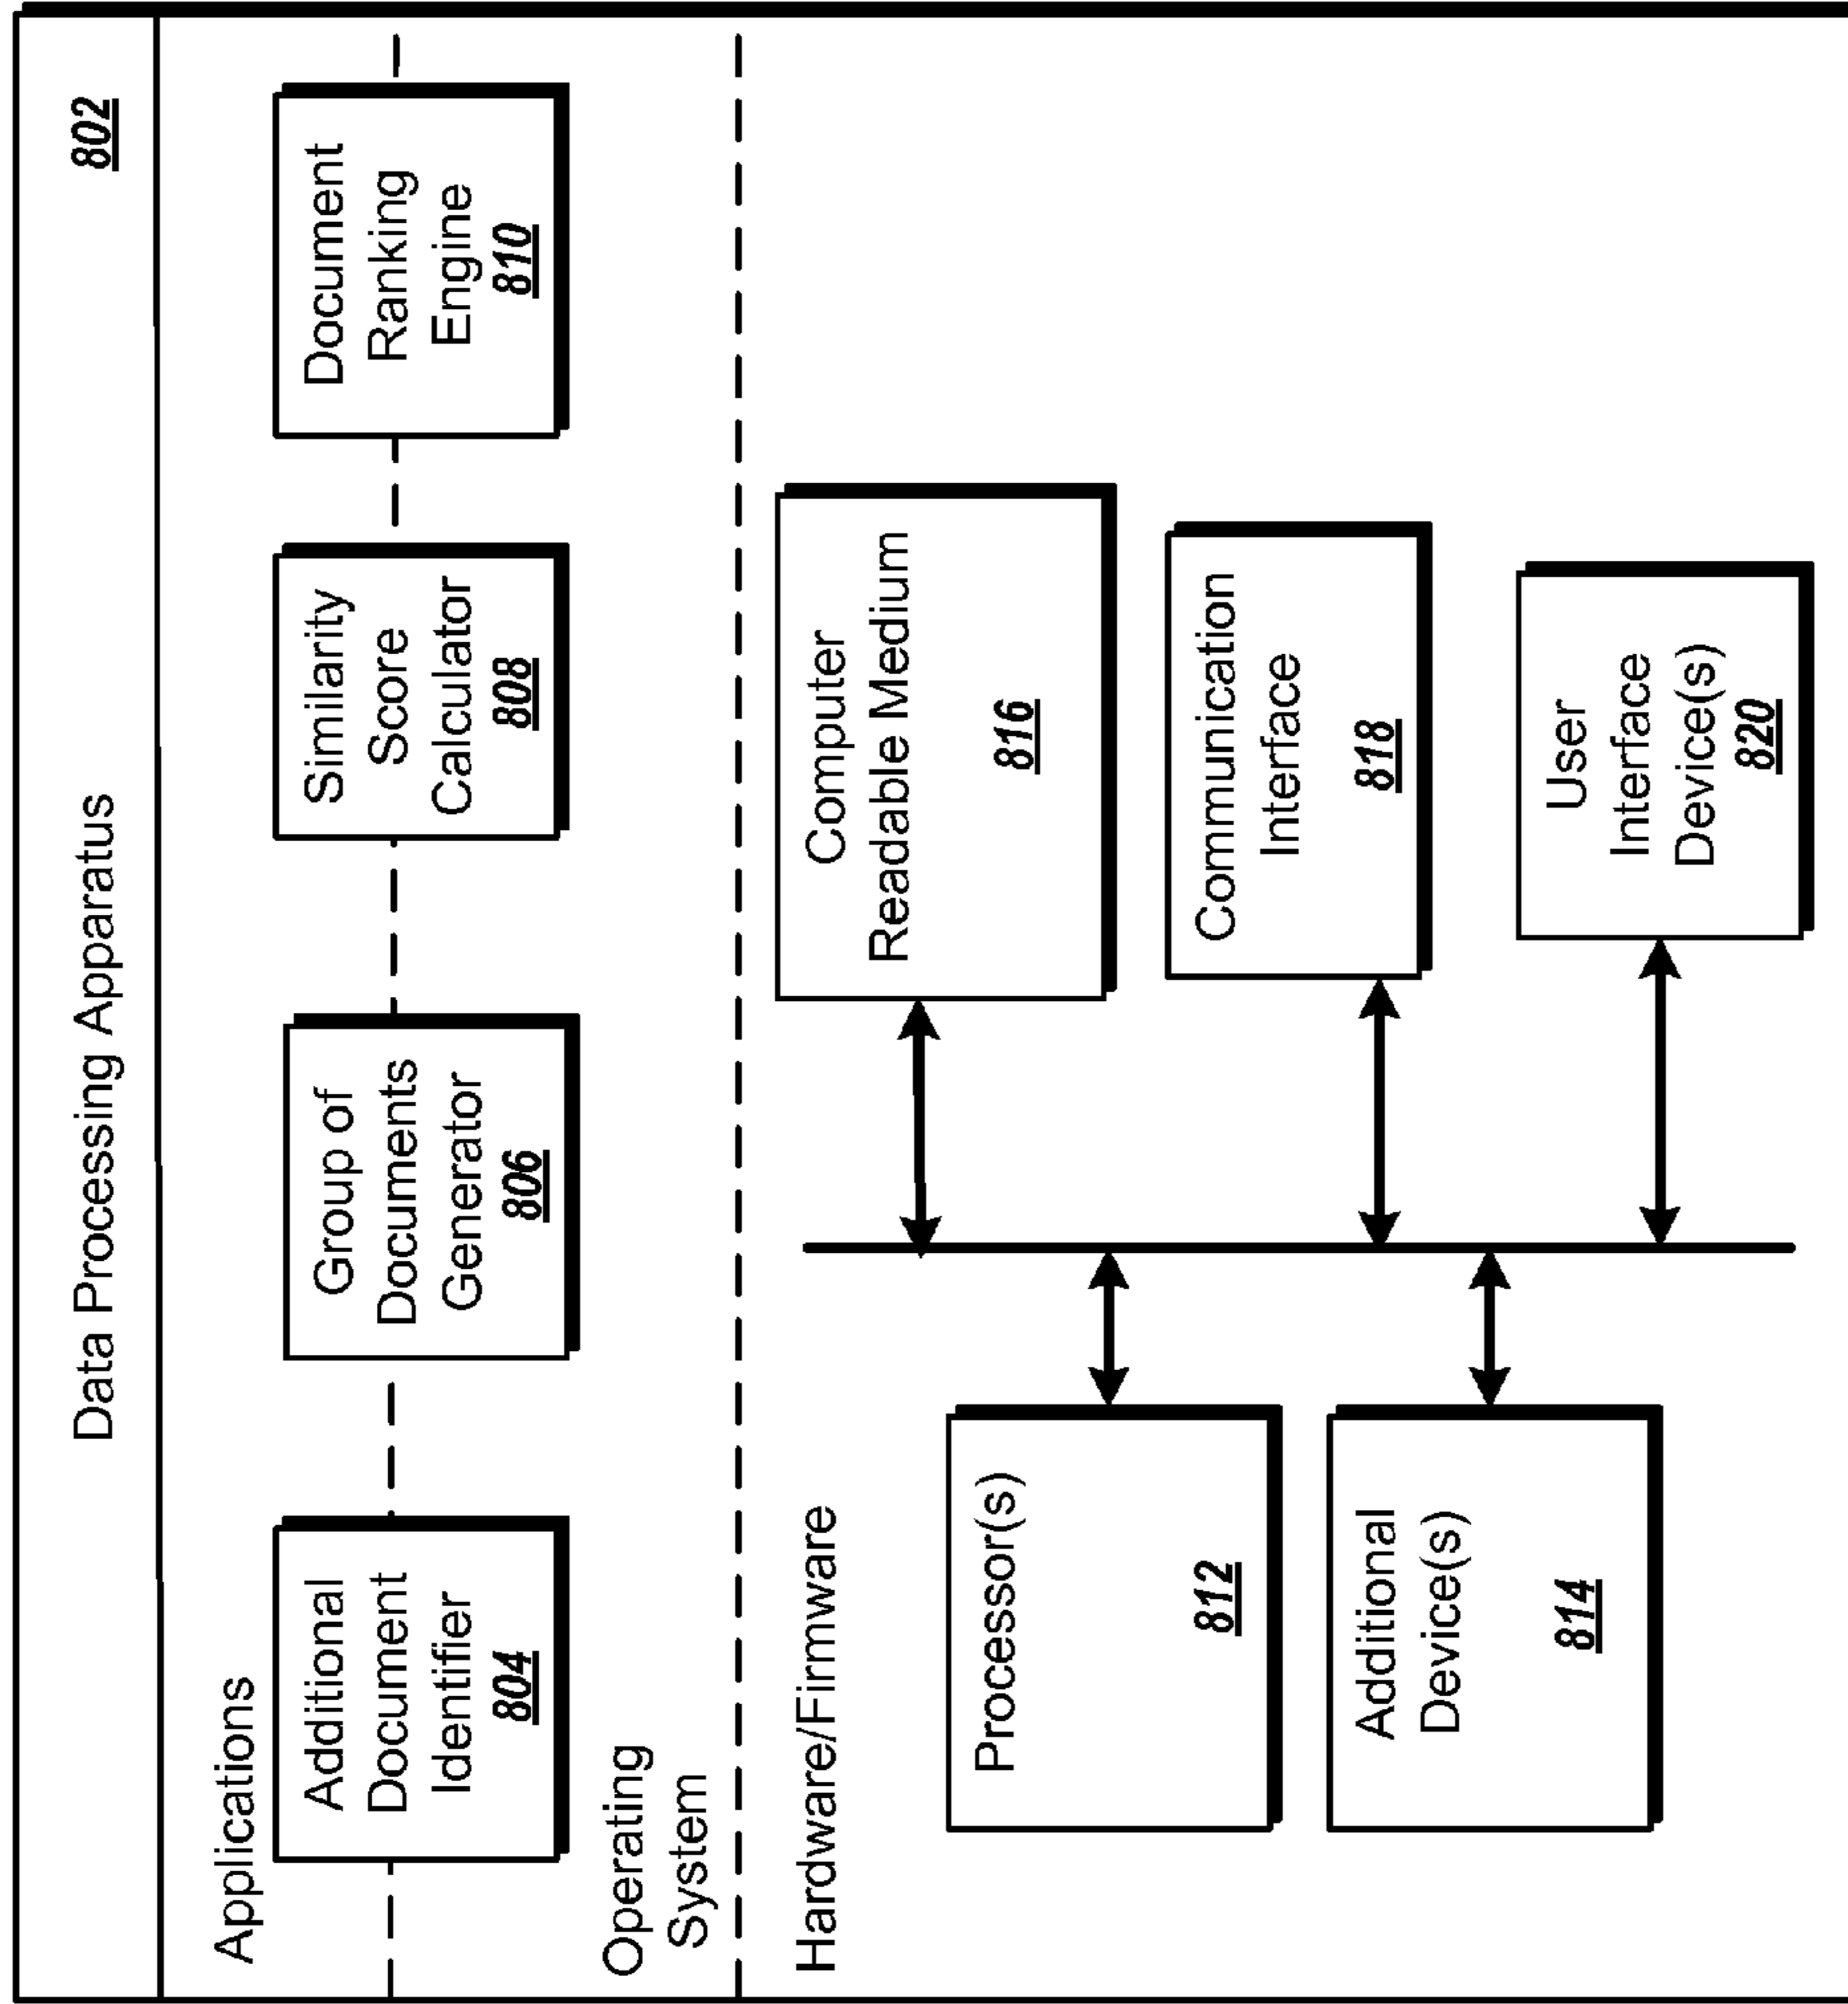 Data Processing Apparatus
802
Applications
Additional
Document
Identifier
804
Group of
Documents
Generator
806
Similarity
Score
Calculator
808
Document
Ranking
Engine
810
Operating
System
Hardware/Firmware
Processor(s)
812
Additional
Device(s)
814
Computer
Readable Medium
816
Communication
Interface
818
User
Interface
Device(s)
820